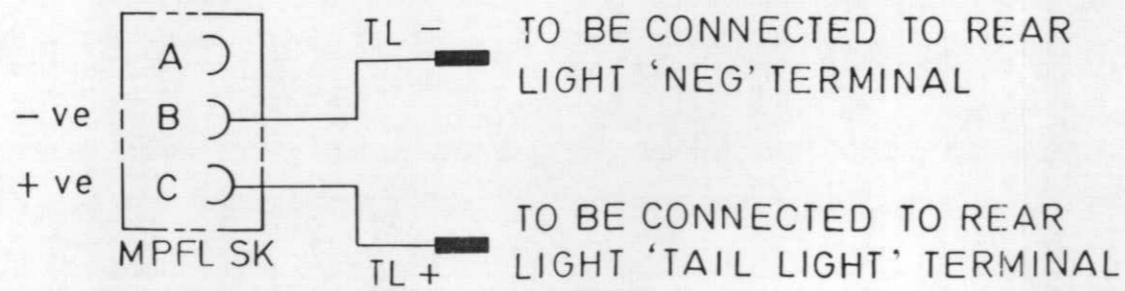 TL -
TO BE CONNECTED TO REAR
LIGHT ‘NEG’ TERMINAL
A
- ve B
+ ve C
MPFL SK
TL +
TO BE CONNECTED TO REAR
LIGHT ‘TAIL LIGHT’ TERMINAL